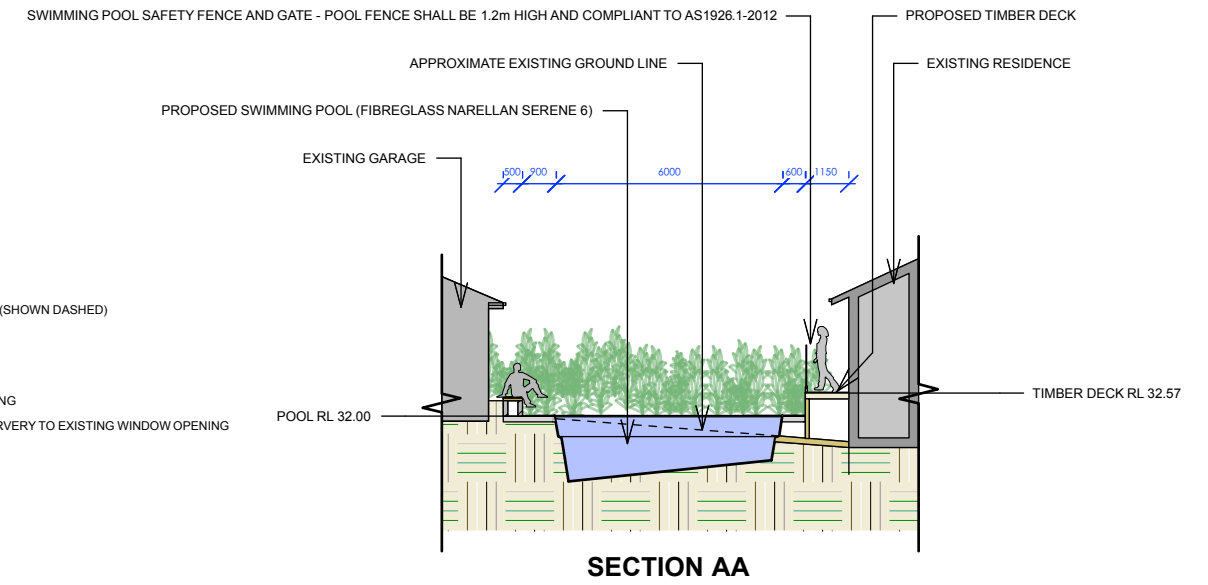 SWIMMING POOL SAFETY FENCE AND GATE - POOL FENCE SHALL BE 1.2m HIGH AND COMPLIANT TO AS1926.1-2012
PROPOSED TIMBER DECK
APPROXIMATE EXISTING GROUND LINE
EXISTING RESIDENCE
PROPOSED SWIMMING POOL (FIBREGLASS NARELLAN SERENE 6)
EXISTING GARAGE
500 900 6000 600 1150
(SHOWN DASHED)
NG
TIMBER DECK RL 32.57
POOL RL 32.00
RVERY TO EXISTING WINDOW OPENING
SECTION AA